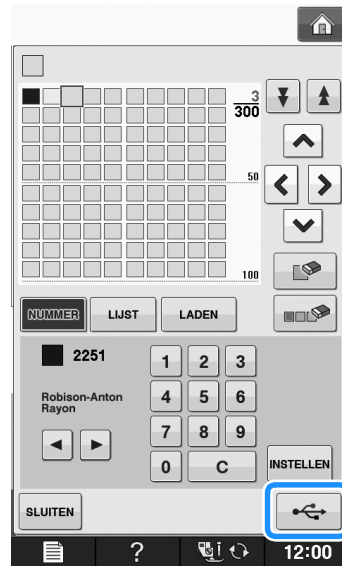 3
300
50
100
NUMMER LIJST LADEN
2251
Robison-Anton
Rayon
1 2 3
4 5 6
7 8 9
0 C
INSTELLEN
SLUITEN
? 12:00